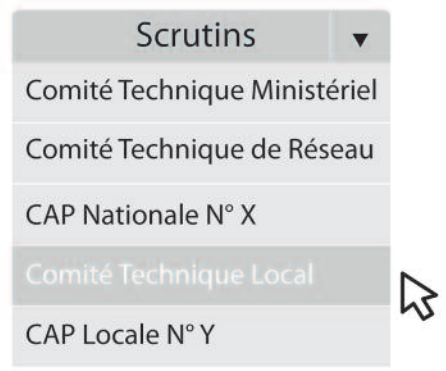 Scrutins ▼
Comité Technique Ministériel
Comité Technique de Réseau
CAP Nationale N° X
Comité Technique Local
CAP Locale N° Y